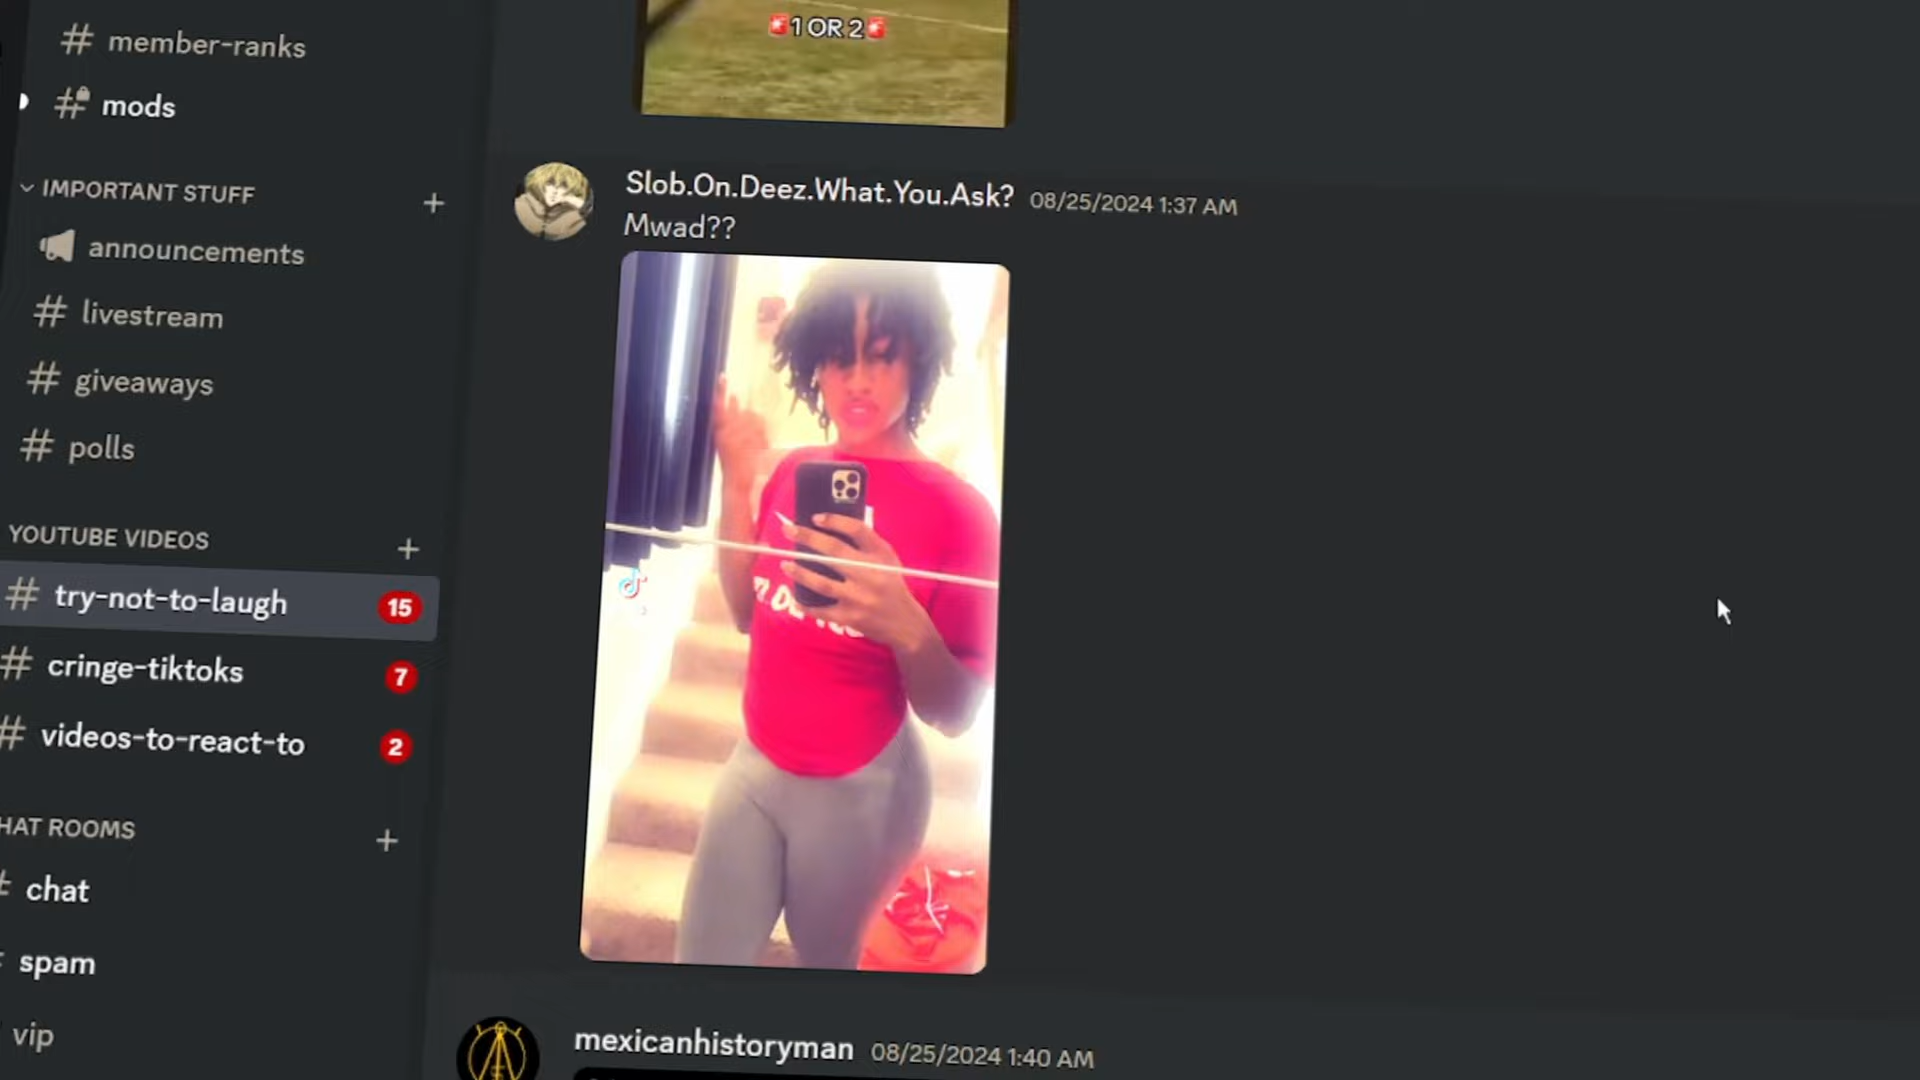 1 OR 2
# member-ranks
mods
IMPORTANT STUFF
announcements
# livestream
# giveaways
# polls
YOUTUBE VIDEOS
# try-not-to-laugh 15
# cringe-tiktoks 7
# videos-to-react-to 2
HAT ROOMS
chat
spam
vip
Slob.On.Deez.What.You.Ask? 08/25/2024 1:37 AM
Mwad??
mexicanhistoryman 08/25/2024 1:40 AM